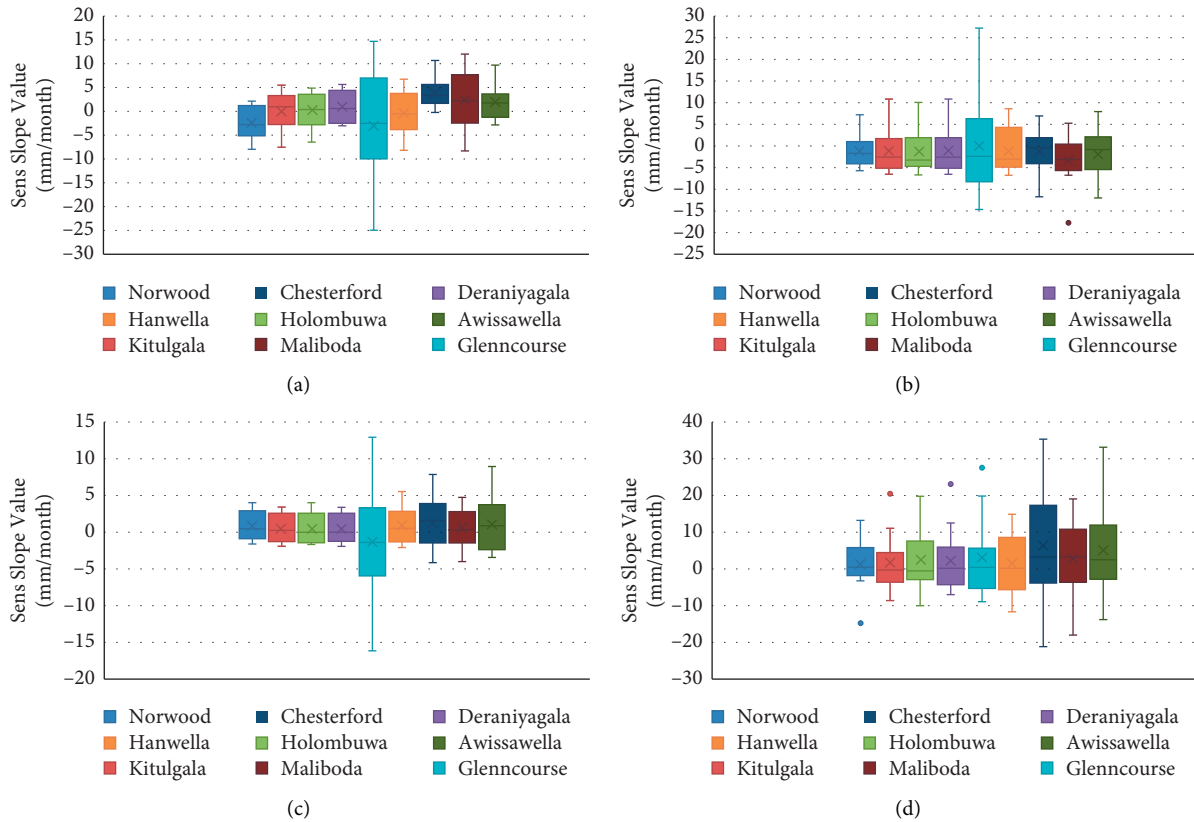 20
15
10
5
0
−5
−10
−15
−20
−25
−30
Sens Slope Value
(mm/month)
Norwood Chesterford Deraniyagala
Hanwella Holombuwa Awissawella
Kitulgala Maliboda Glenncourse
(a)
30
25
20
15
10
5
0
−5
−10
−15
−20
−25
Sens Slope Value
(mm/month)
Norwood Chesterford Deraniyagala
Hanwella Holombuwa Awissawella
Kitulgala Maliboda Glenncourse
(b)
15
10
5
0
−5
−10
−15
−20
Sens Slope Value
(mm/month)
Norwood Chesterford Deraniyagala
Hanwella Holombuwa Awissawella
Kitulgala Maliboda Glenncourse
(c)
40
30
20
10
0
−10
−20
−30
Sens Slope Value
(mm/month)
Norwood Chesterford Deraniyagala
Hanwella Holombuwa Awissawella
Kitulgala Maliboda Glenncourse
(d)